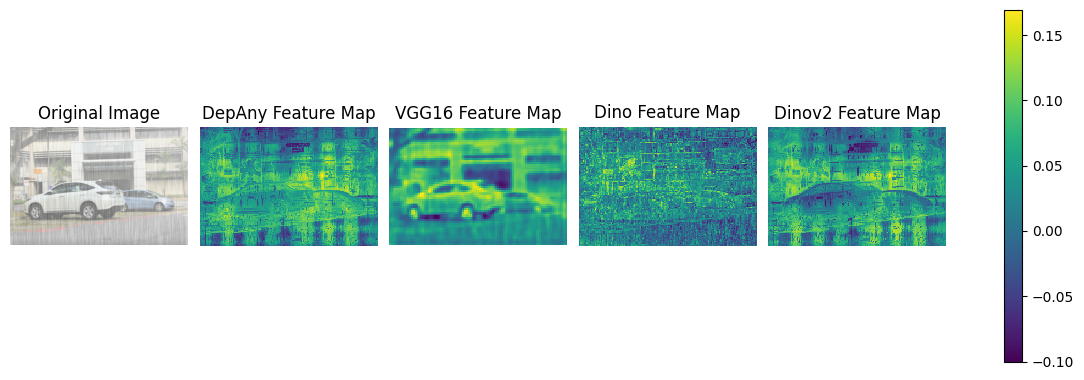 Original Image
DepAny Feature Map
VGG16 Feature Map
Dino Feature Map
Dinov2 Feature Map
0.15
0.10
0.05
0.00
−0.05
−0.10